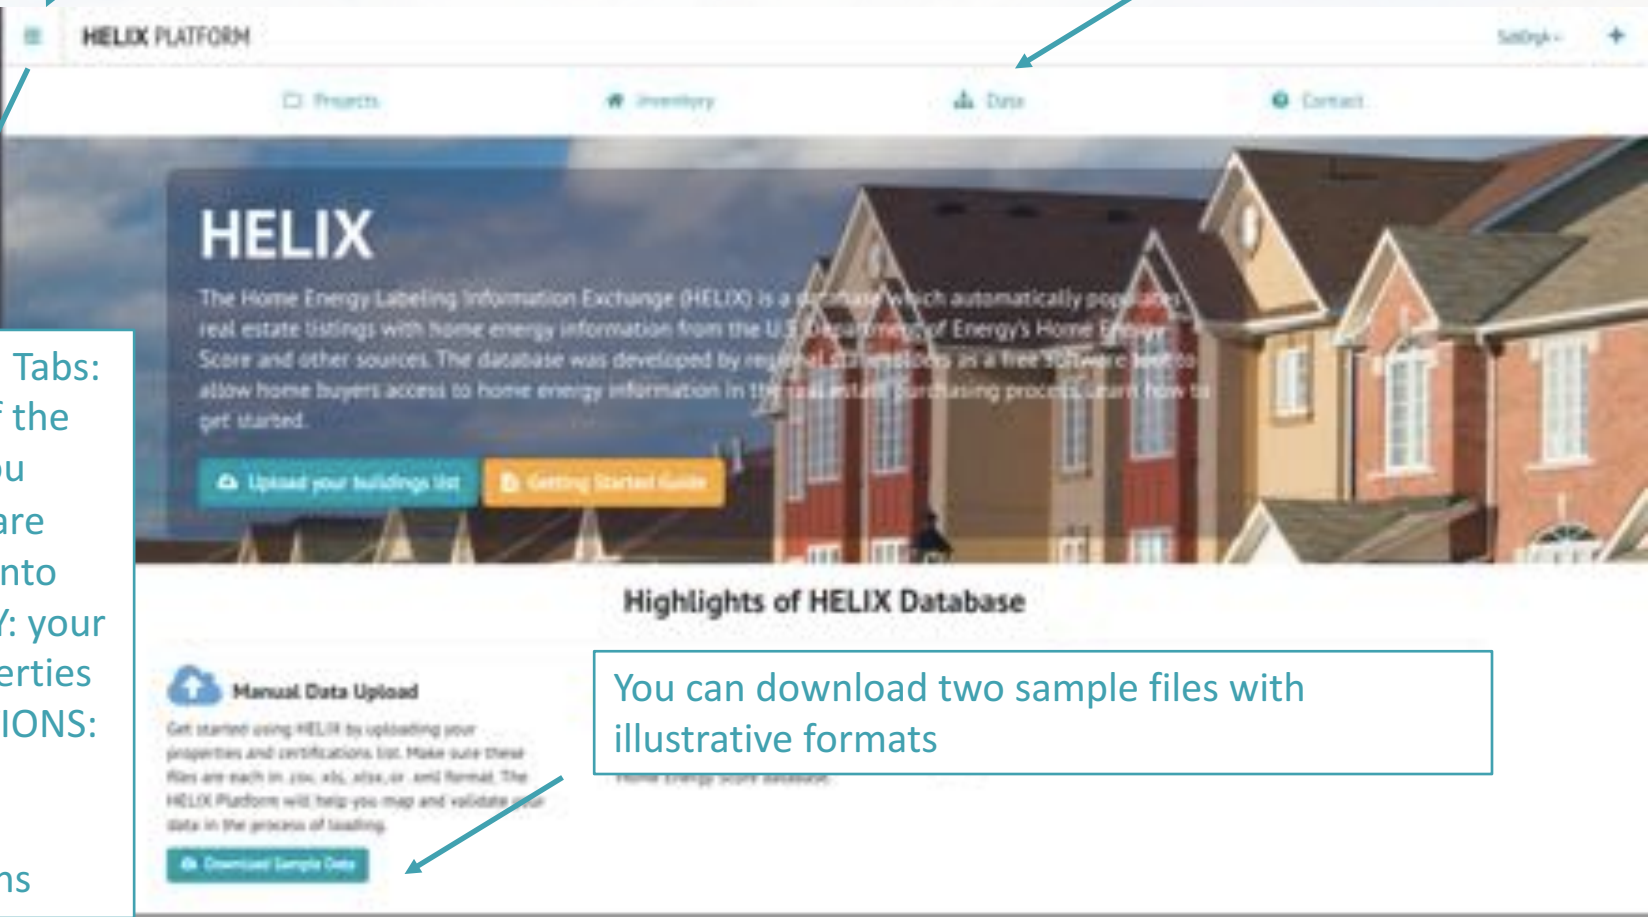 HELIX PLATFORM
Projects
Inventory
Data
Contact
HELIX
The Home Energy Labeling Information Exchange (HELIX) is a database which automatically populates
real estate listings with home energy information from the U.S. Department of Energy's Home Energy
Score and other sources. The database was developed by regional stakeholders as a free software tool to
allow home buyers access to home energy information in the real estate purchasing process. Learn how to
get started.
Upload your buildings list
Getting Started Guide
Tabs:
f the
ou
are
nto
Y: your
erties
TIONS:
ns
Highlights of HELIX Database
Manual Data Upload
Get started using HELIX by uploading your
properties and certifications list. Make sure these
files are each in .csv, .xls, .xlsx, or .xml format. The
HELIX Platform will help you map and validate your
data in the process of loading.
Download Sample Data
You can download two sample files with
illustrative formats
Home Energy Score database.